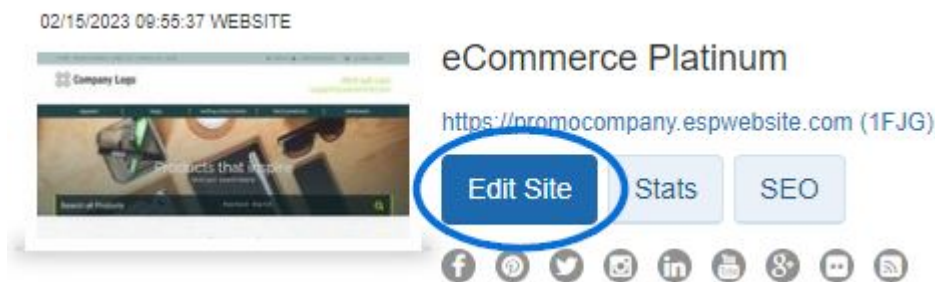 02/15/2023 09:55:37 WEBSITE
eCommerce Platinum
https://promocompany.espwebsite.com (1FJG)
Company Logo
Products that inspire
Search all Products
Edit Site
Stats
SEO